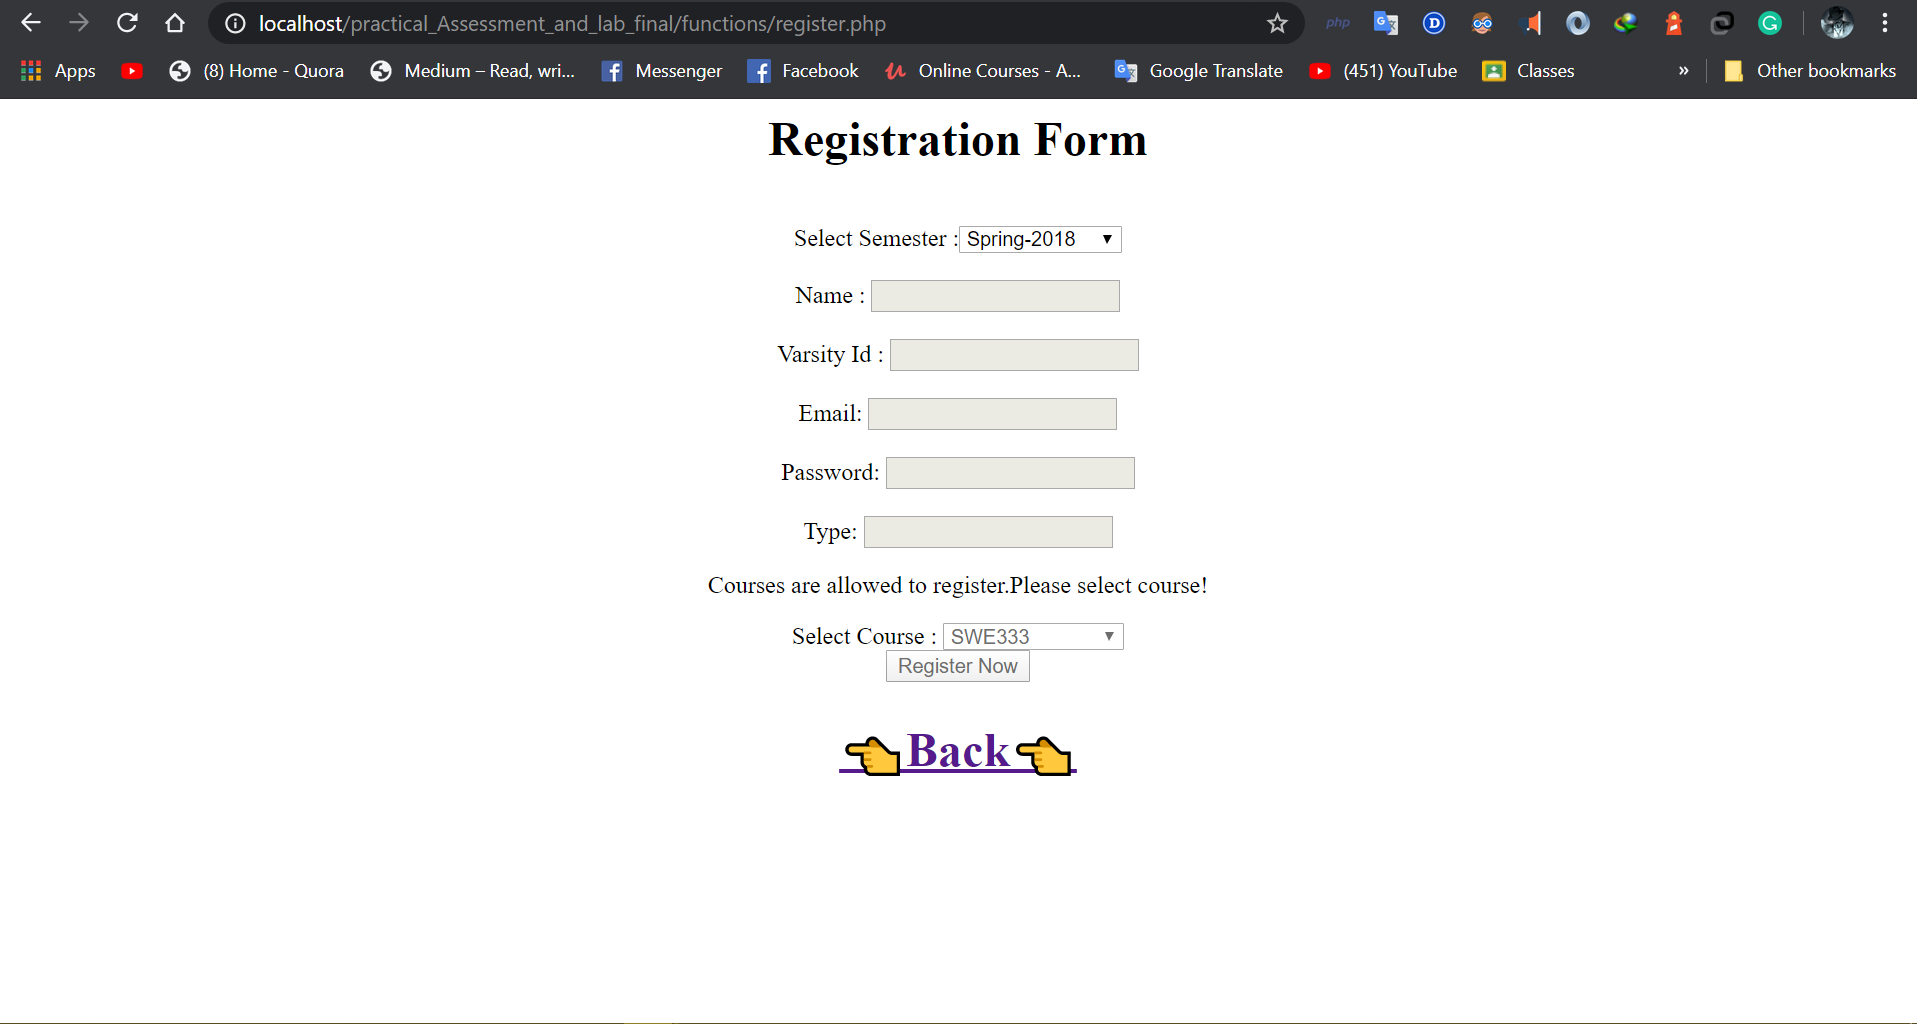 localhost/practical_Assessment_and_lab_final/functions/register.php
php
Apps (8) Home - Quora Medium – Read, wri... Messenger Facebook Online Courses - A... Google Translate (451) YouTube Classes » Other bookmarks
Registration Form
Select Semester : Spring-2018
Name :
Varsity Id :
Email:
Password:
Type:
Courses are allowed to register.Please select course!
Select Course : SWE333
Register Now
👈Back👈